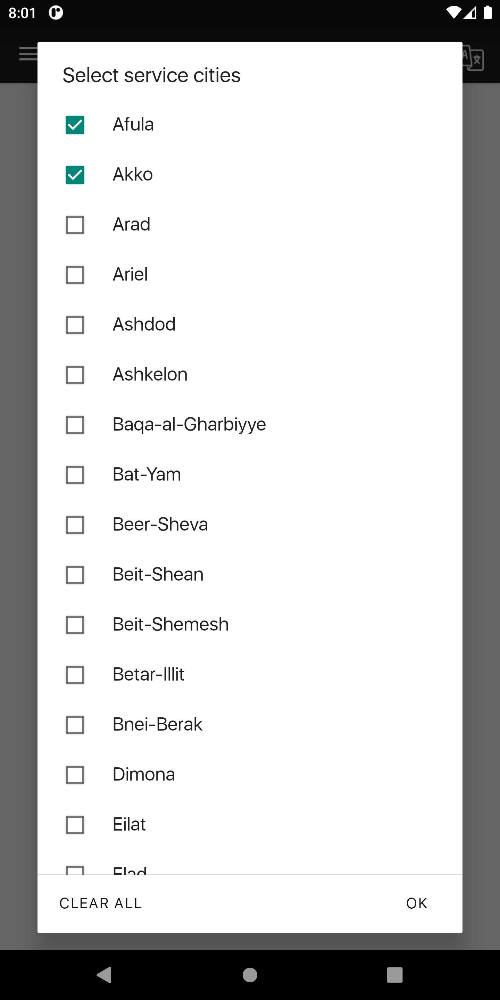 8:01
Select service cities
Afula
Akko
Arad
Ariel
Ashdod
Ashkelon
Baqa-al-Gharbiyye
Bat-Yam
Beer-Sheva
Beit-Shean
Beit-Shemesh
Betar-Illit
Bnei-Berak
Dimona
Eilat
Elad
CLEAR ALL
OK